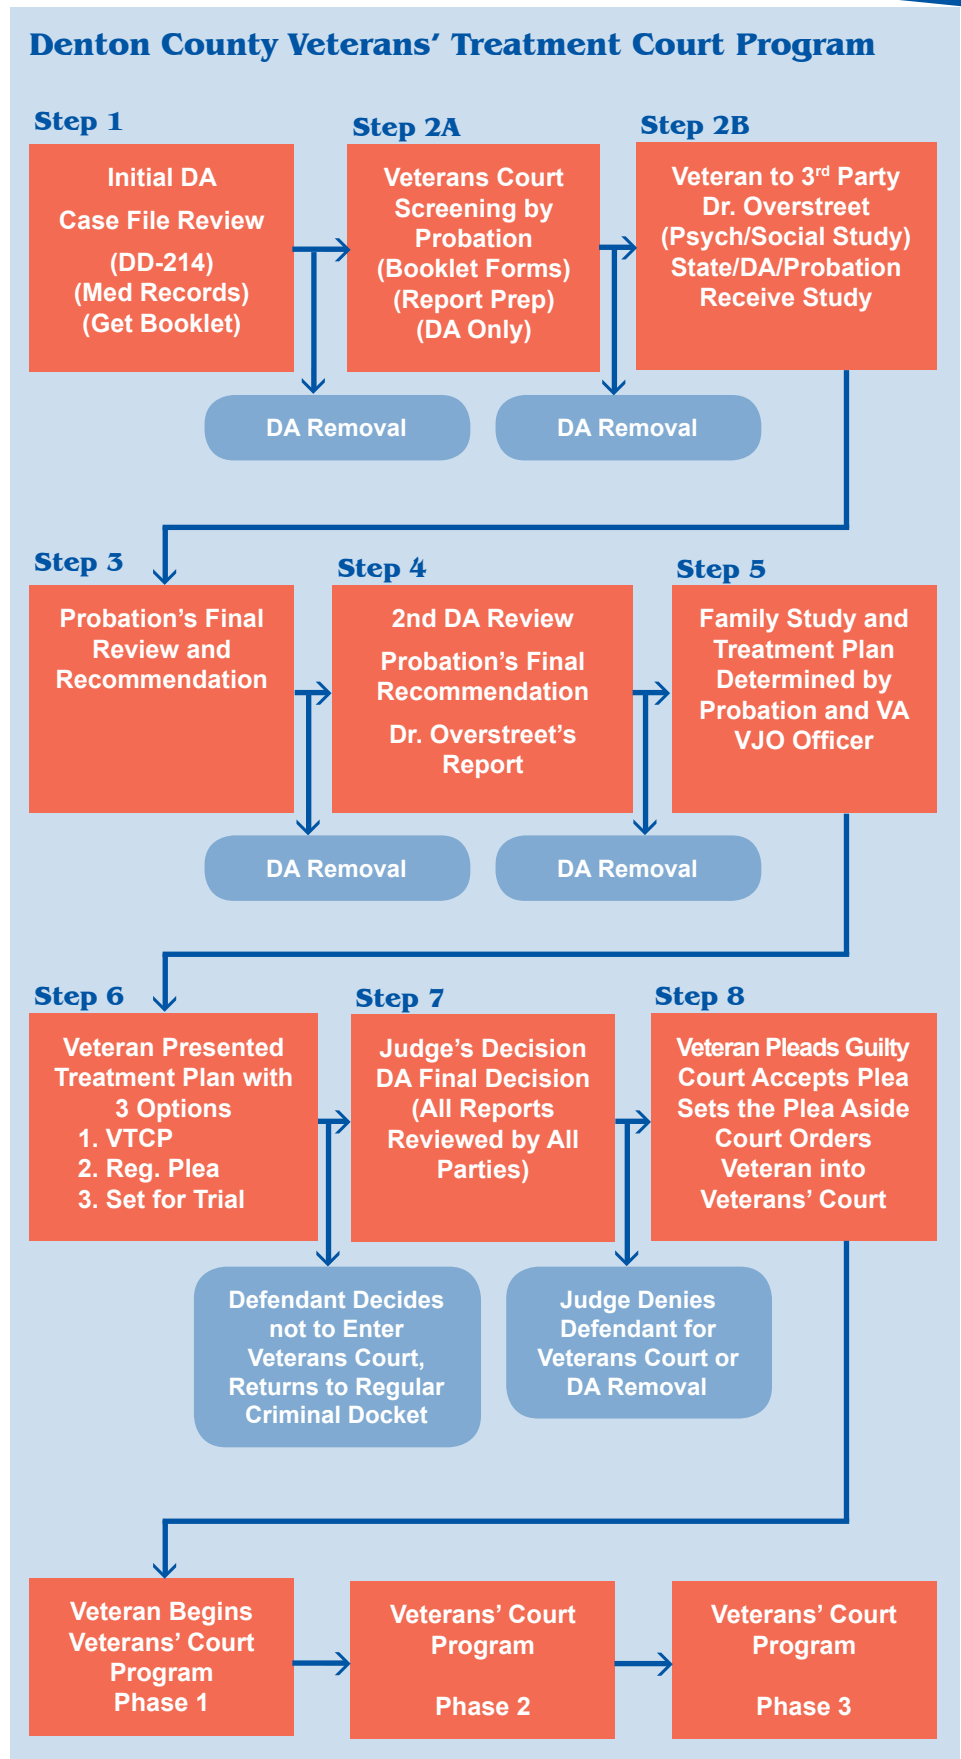 Denton County Veterans’ Treatment Court Program
Step 1
Initial DA
Case File Review
(DD-214)
(Med Records)
(Get Booklet)
Step 2A
Veterans Court
Screening by
Probation
(Booklet Forms)
(Report Prep)
(DA Only)
Step 2B
Veteran to 3rd Party
Dr. Overstreet
(Psych/Social Study)
State/DA/Probation
Receive Study
DA Removal
DA Removal
Step 3
Probation’s Final
Review and
Recommendation
Step 4
2nd DA Review
Probation’s Final
Recommendation
Dr. Overstreet’s
Report
Step 5
Family Study and
Treatment Plan
Determined by
Probation and VA
VJO Officer
DA Removal
DA Removal
Step 6
Veteran Presented
Treatment Plan with
3 Options
1. VTCP
2. Reg. Plea
3. Set for Trial
Step 7
Judge’s Decision
DA Final Decision
(All Reports
Reviewed by All
Parties)
Step 8
Veteran Pleads Guilty
Court Accepts Plea
Sets the Plea Aside
Court Orders
Veteran into
Veterans’ Court
Defendant Decides
not to Enter
Veterans Court,
Returns to Regular
Criminal Docket
Judge Denies
Defendant for
Veterans Court or
DA Removal
Veteran Begins
Veterans’ Court
Program
Phase 1
Veterans’ Court
Program
Phase 2
Veterans’ Court
Program
Phase 3